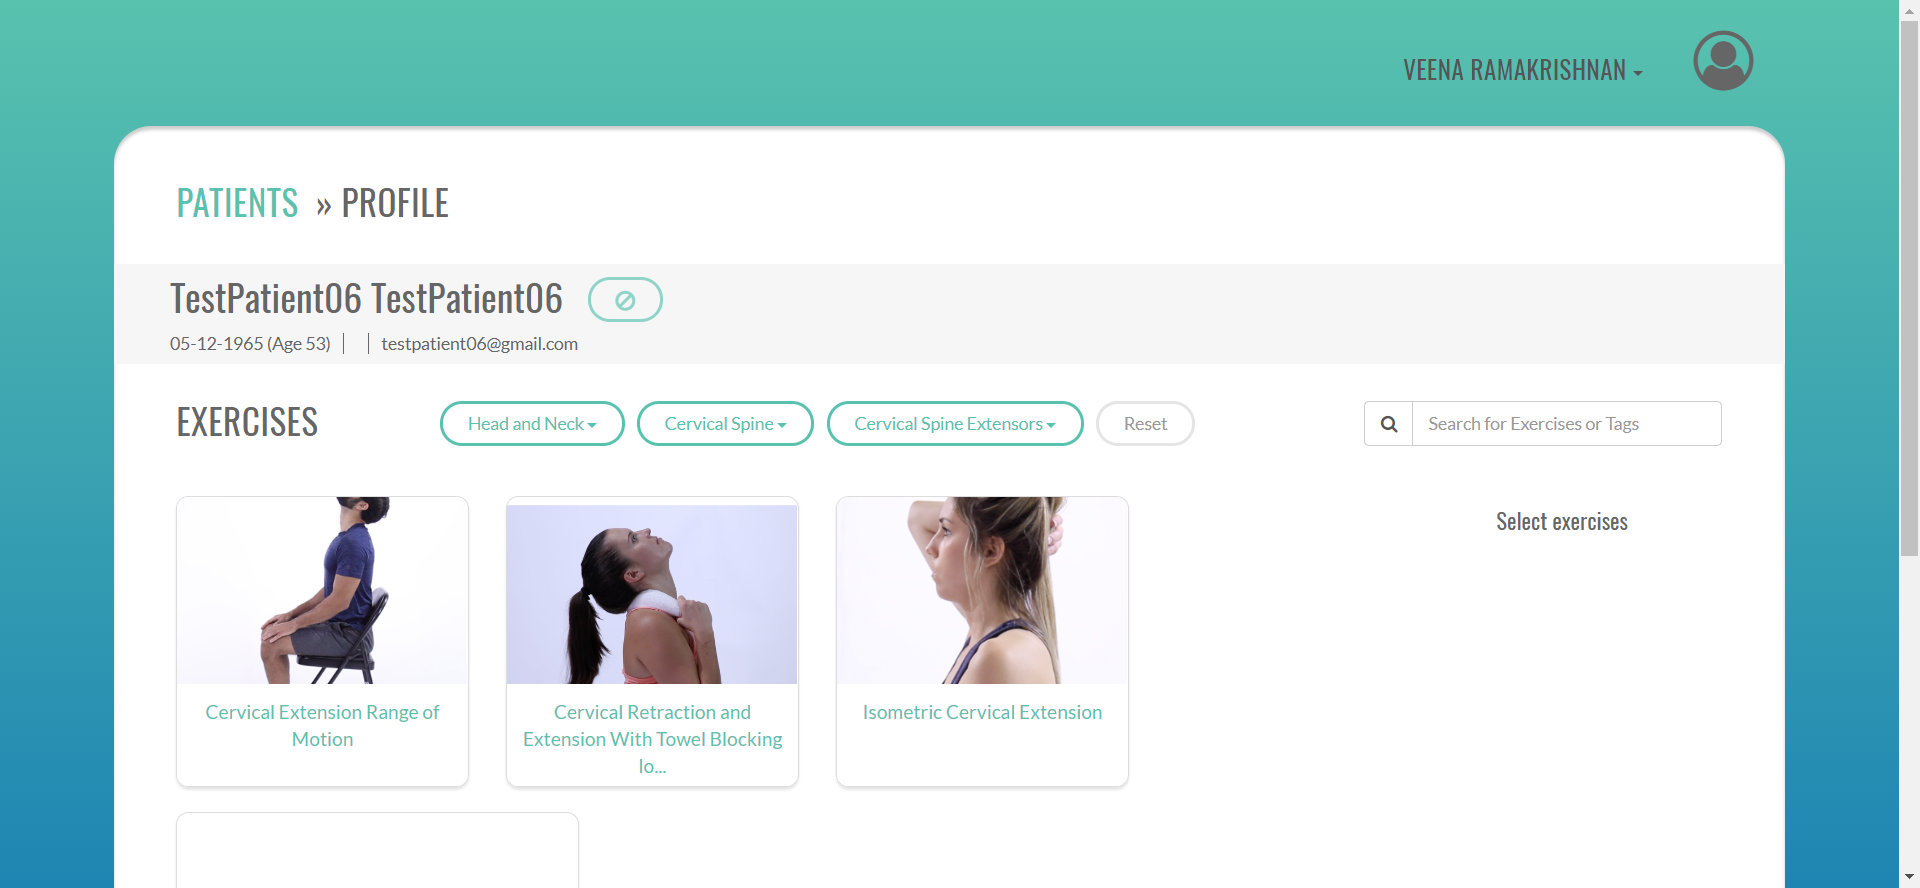 VEENA RAMAKRISHNAN
PATIENTS » PROFILE
TestPatient06 TestPatient06
05-12-1965 (Age 53) | | testpatient06@gmail.com
EXERCISES
Head and Neck
Cervical Spine
Cervical Spine Extensors
Reset
Search for Exercises or Tags
Select exercises
Cervical Extension Range of
Motion
Cervical Retraction and
Extension With Towel Blocking
lo...
Isometric Cervical Extension